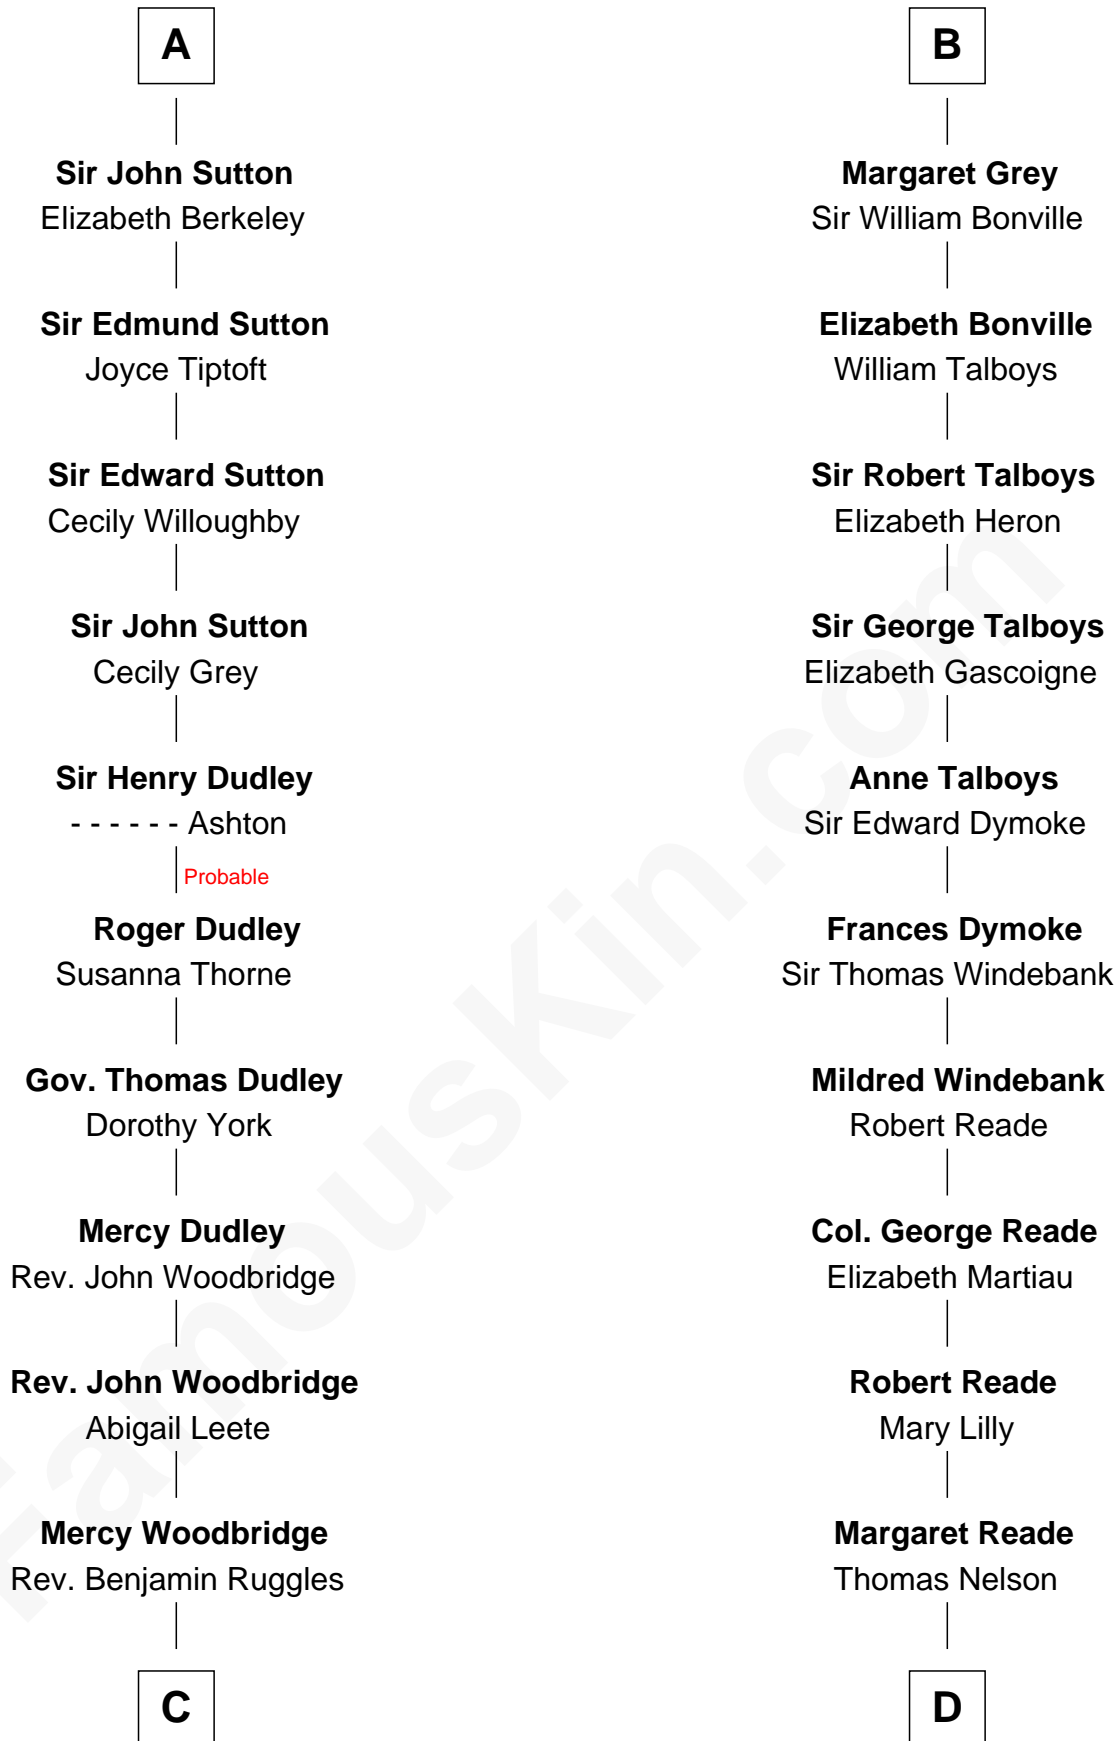 A
Sir John Sutton
Elizabeth Berkeley
Sir Edmund Sutton
Joyce Tiptoft
Sir Edward Sutton
Cecily Willoughby
Sir John Sutton
Cecily Grey
Sir Henry Dudley
- - - - - - Ashton
Probable
Roger Dudley
Susanna Thorne
Gov. Thomas Dudley
Dorothy York
Mercy Dudley
Rev. John Woodbridge
Rev. John Woodbridge
Abigail Leete
Mercy Woodbridge
Rev. Benjamin Ruggles
C
B
Margaret Grey
Sir William Bonville
Elizabeth Bonville
William Talboys
Sir Robert Talboys
Elizabeth Heron
Sir George Talboys
Elizabeth Gascoigne
Anne Talboys
Sir Edward Dymoke
Frances Dymoke
Sir Thomas Windebank
Mildred Windebank
Robert Reade
Col. George Reade
Elizabeth Martiau
Robert Reade
Mary Lilly
Margaret Reade
Thomas Nelson
D
FamousKin.com